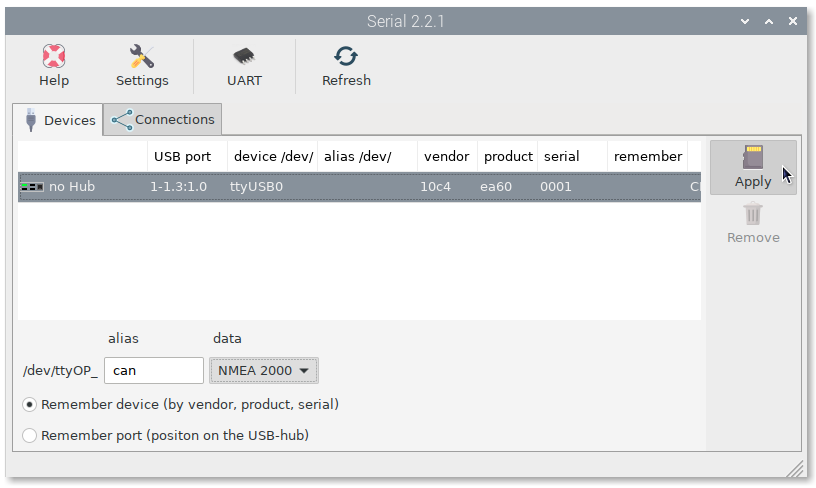 Serial 2.2.1
Help Settings UART Refresh
Devices Connections
USB port device /dev/ alias /dev/ vendor product serial remember
no Hub 1-1.3:1.0 ttyUSB0 10c4 ea60 0001 C
Apply
Remove
alias data
/dev/ttyOP_ can NMEA 2000
Remember device (by vendor, product, serial)
Remember port (positon on the USB-hub)